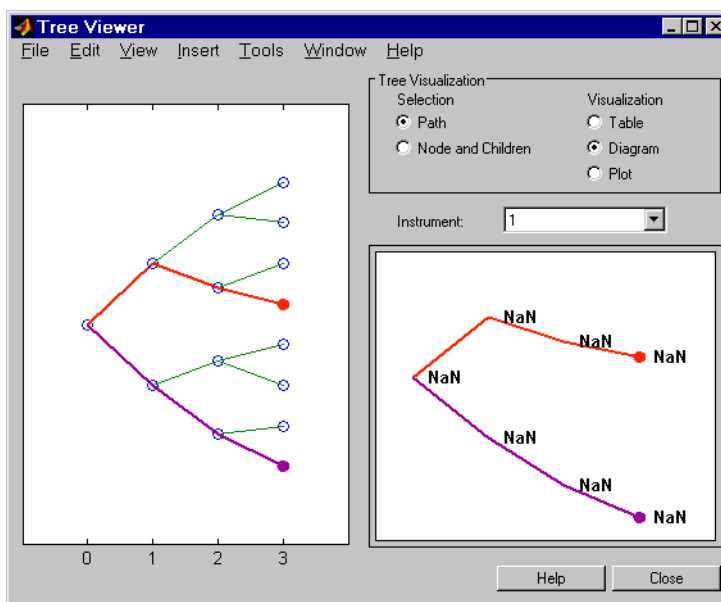 Tree Viewer
File Edit View Insert Tools Window Help
Tree Visualization
Selection Visualization
Path Table
Node and Children Diagram
Plot
Instrument: 1
NaN
NaN
NaN
NaN
NaN
NaN
NaN
0 1 2 3
Help Close